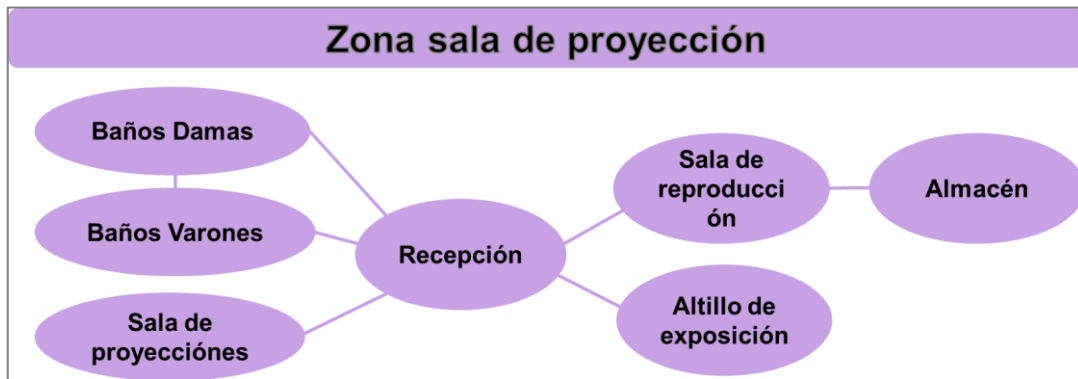 Zona sala de proyección
Baños Damas
Baños Varones
Sala de
proyecciónes
Recepción
Sala de
reproducci
ón
Almacén
Altillo de
exposición